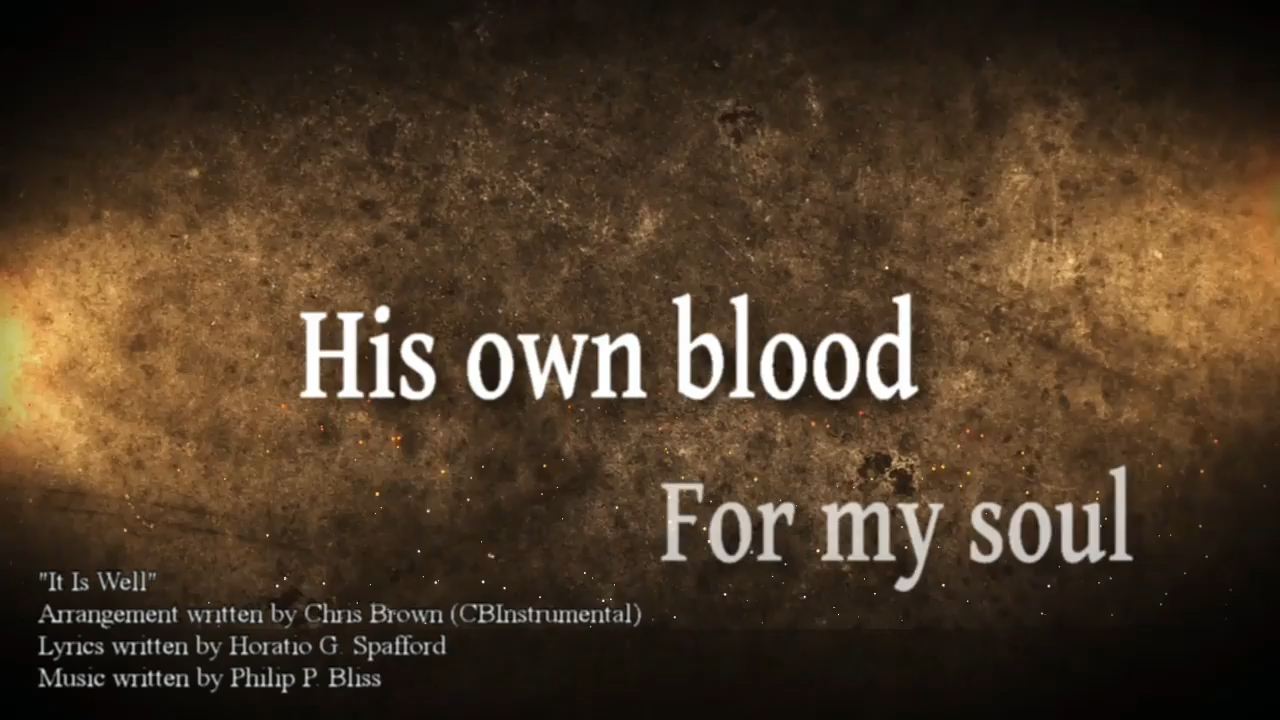 His own blood
For my soul
"It Is Well"
Arrangement written by Chris Brown (CBInstrumental)
Lyrics written by Horatio G. Spafford
Music written by Philip P. Bliss